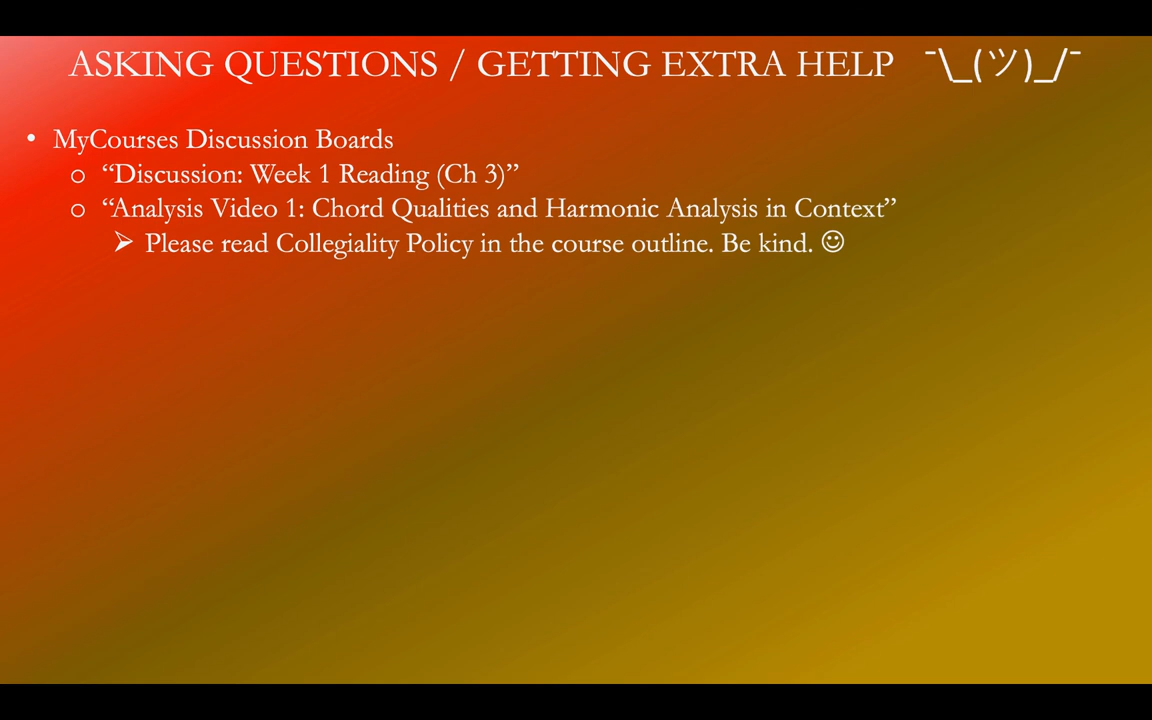 ASKING QUESTIONS / GETTING EXTRA HELP ¯\_(ツ)_/¯
• MyCourses Discussion Boards
o “Discussion: Week 1 Reading (Ch 3)”
o “Analysis Video 1: Chord Qualities and Harmonic Analysis in Context”
➢ Please read Collegiality Policy in the course outline. Be kind. ☺